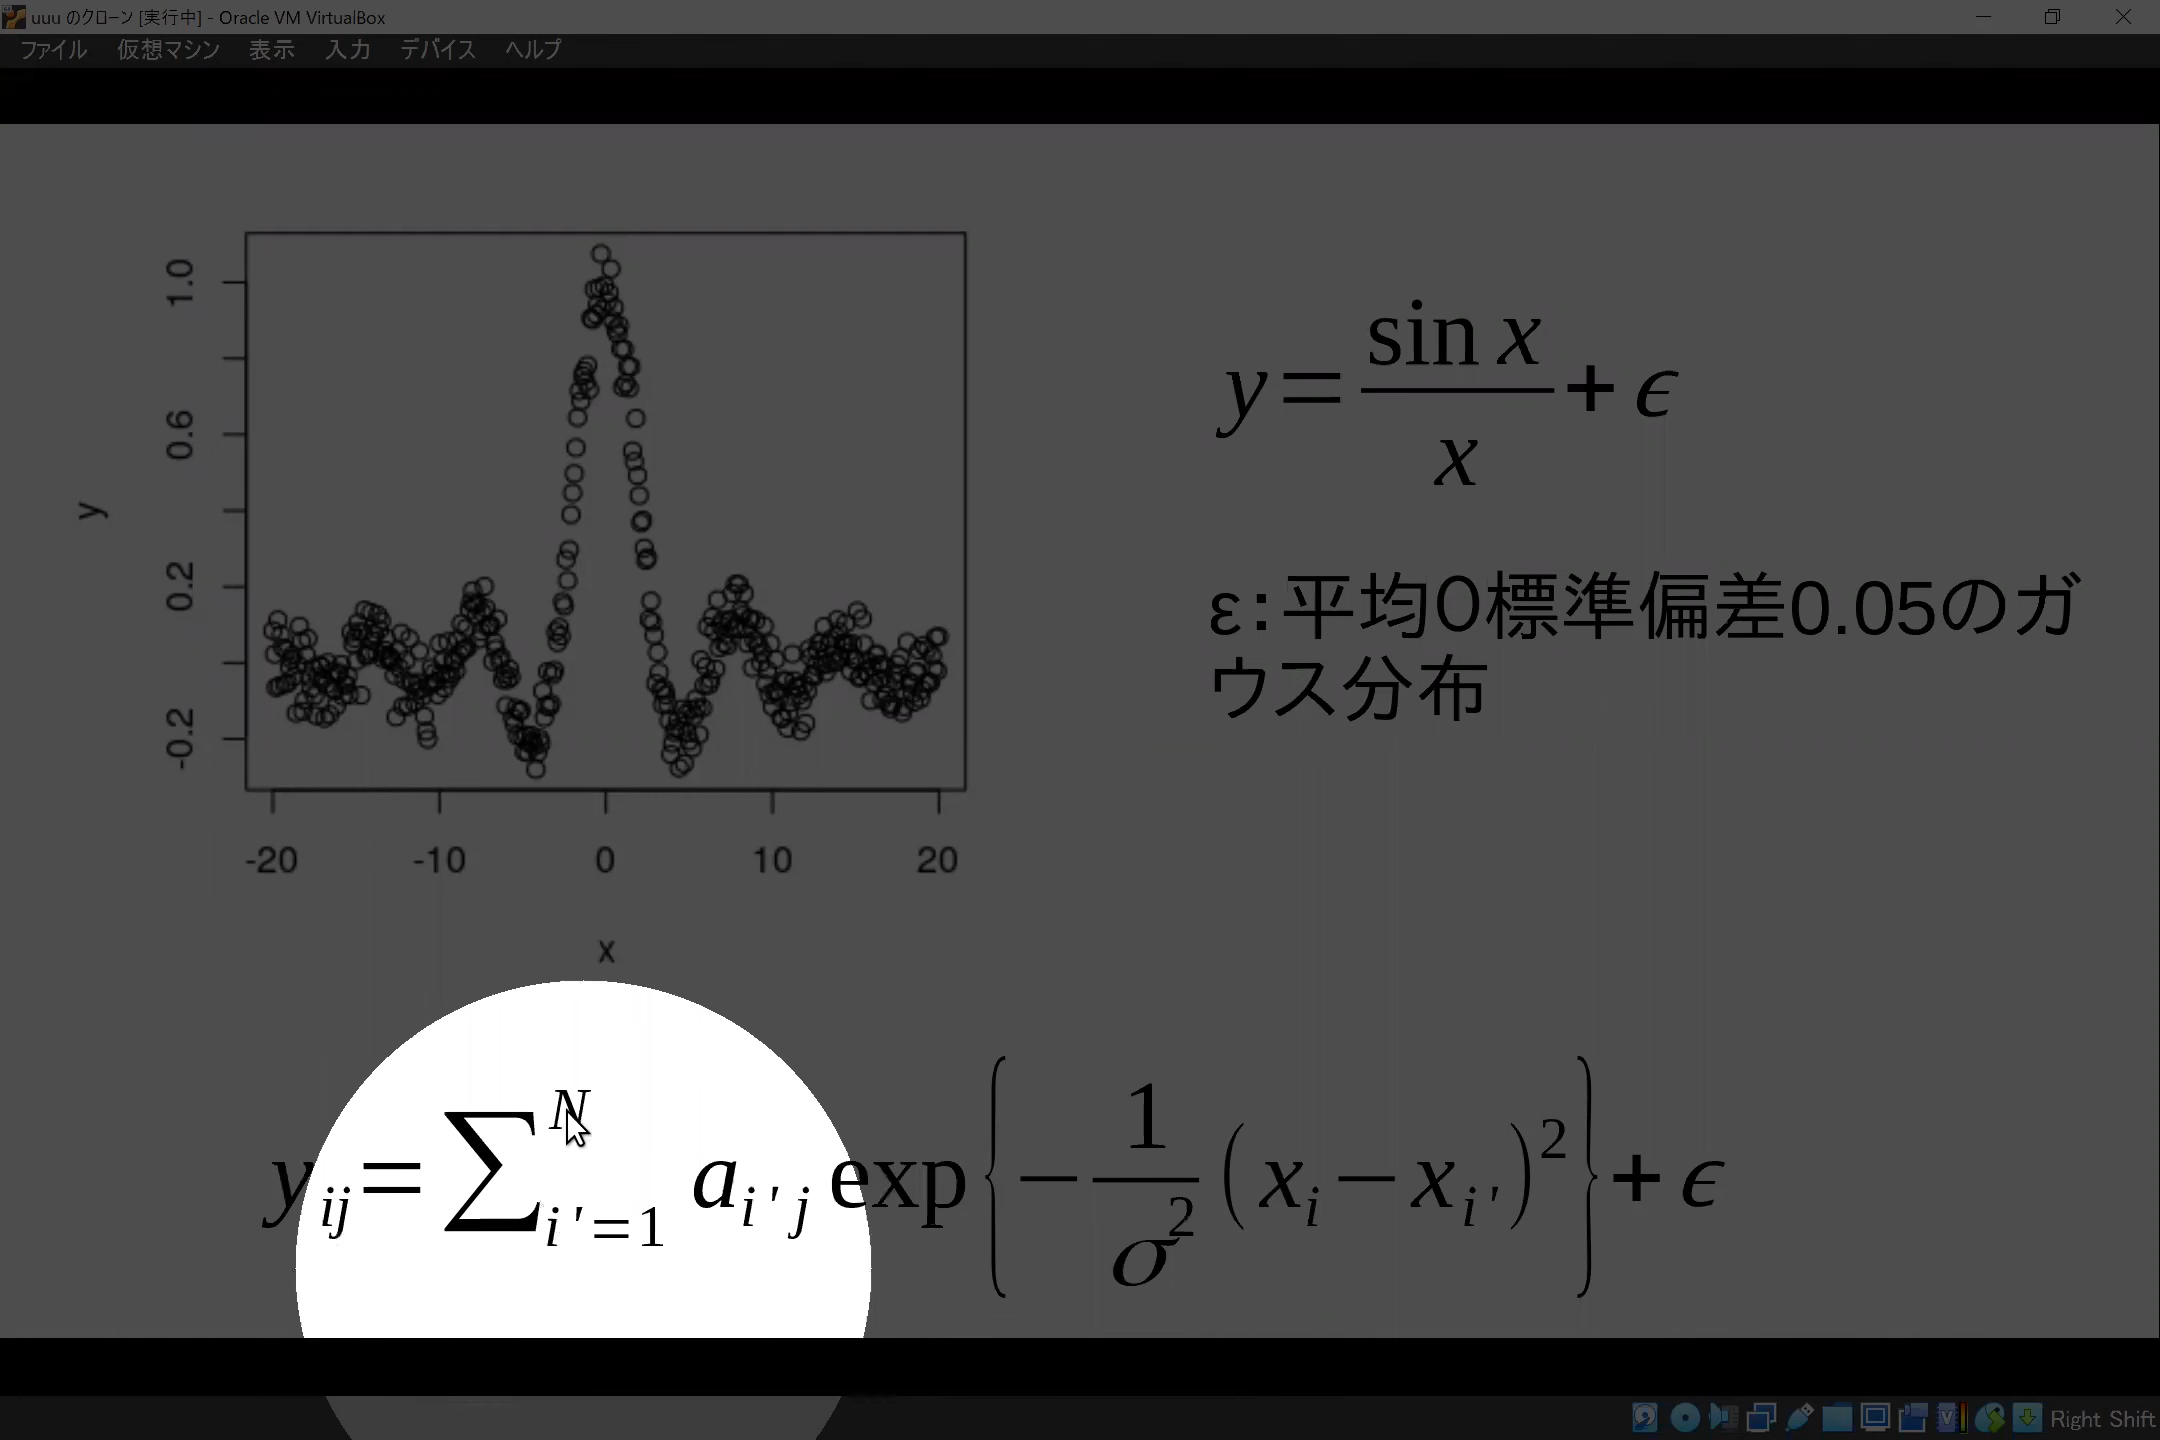 uuu のクローン [実行中] - Oracle VM VirtualBox
ファイル 仮想マシン 表示 入力 デバイス ヘルプ
1.0
0.6
0.2
-0.2
y
-20 -10 0 10 20
x
y = sin x / x + ϵ
ε:平均0標準偏差0.05のガ
ウス分布
y_{ij} = ∑_{i'=1}^{N} a_{i'j} exp{ - 1/σ^2 (x_i - x_{i'})^2 } + ϵ
Right Shift